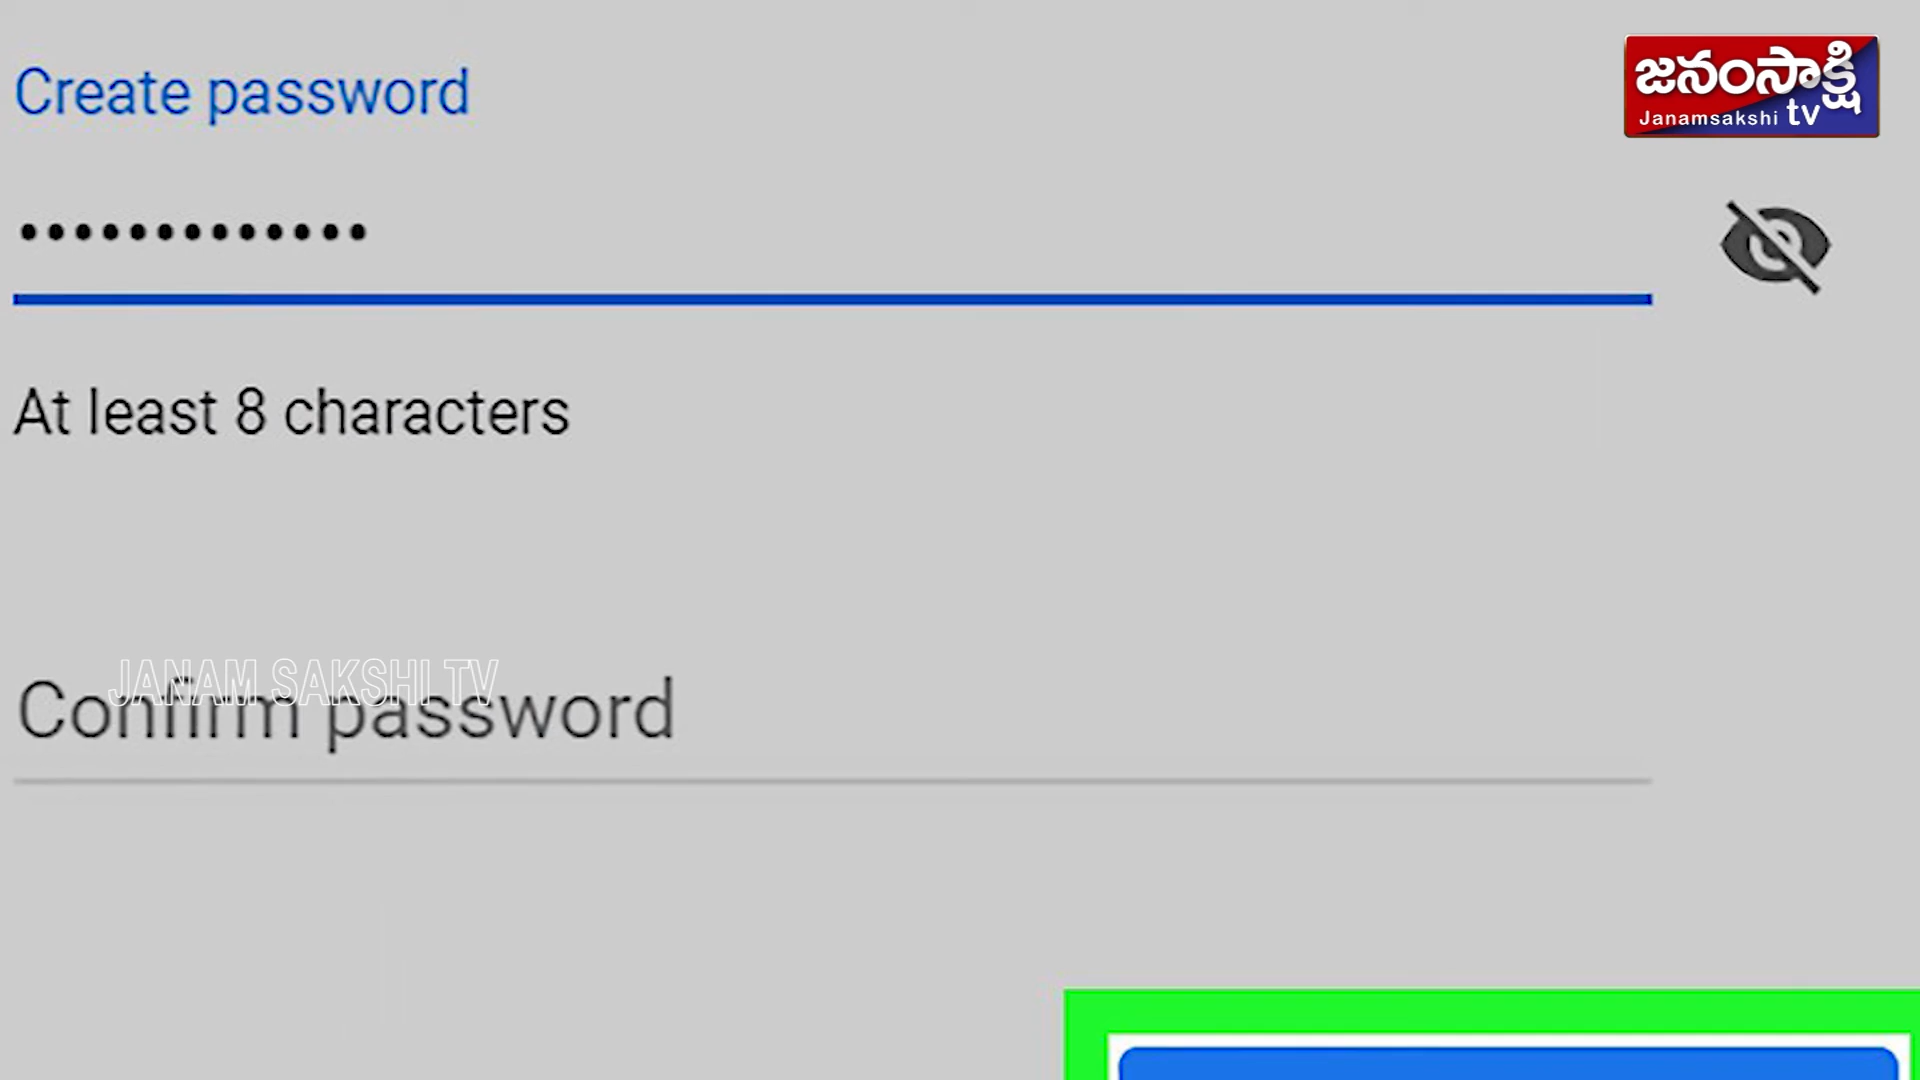 Create password
జనంసాక్షి
Janamsakshi tv
•••••••••••••
At least 8 characters
JANAM SAKSHI TV
Confirm password